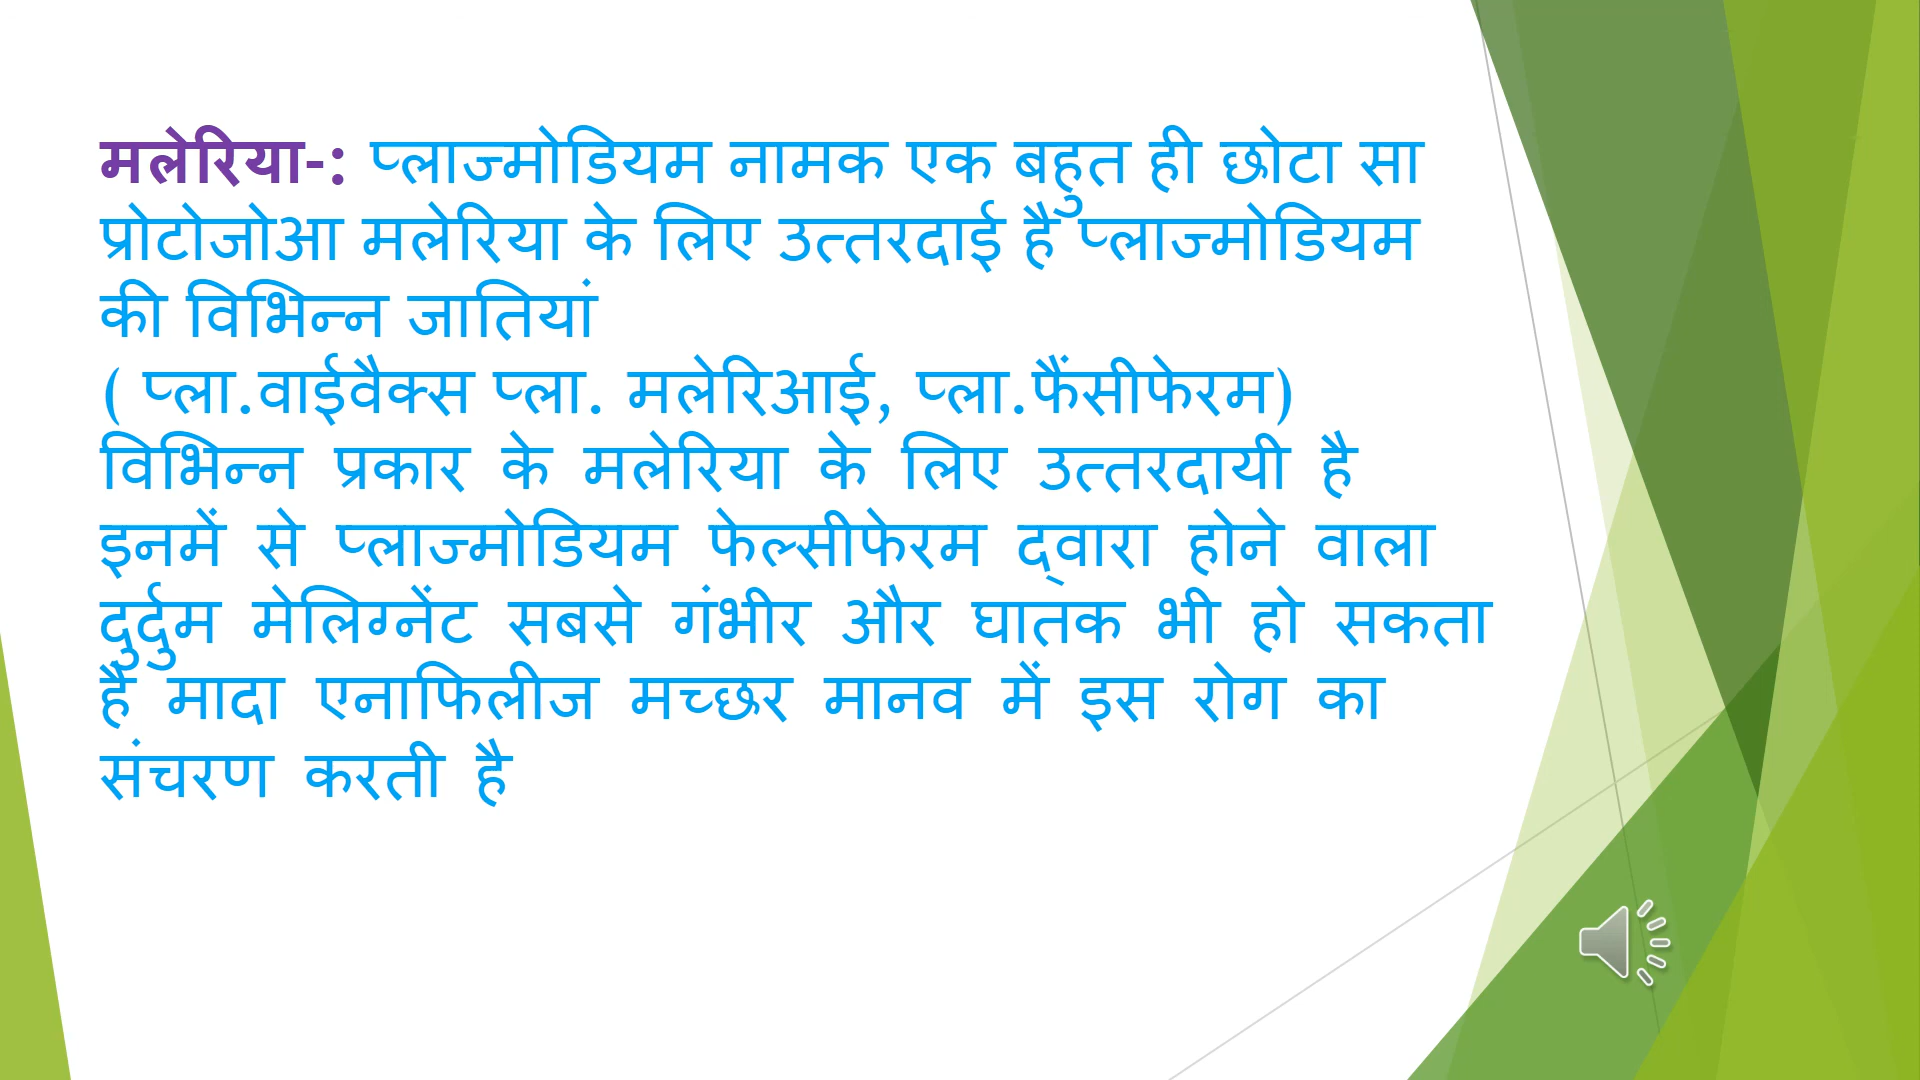 मलेरिया-: प्लाज्मोडियम नामक एक बहुत ही छोटा सा
प्रोटोजोआ मलेरिया के लिए उत्तरदाई है प्लाज्मोडियम
की विभिन्न जातियां
( प्ला.वाईवैक्स प्ला. मलेरिआई, प्ला.फैंसीफेरम)
विभिन्न प्रकार के मलेरिया के लिए उत्तरदायी है
इनमें से प्लाज्मोडियम फेल्सीफेरम द्वारा होने वाला
दुर्दुम मेलिग्नेंट सबसे गंभीर और घातक भी हो सकता
है मादा एनाफिलीज मच्छर मानव में इस रोग का
संचरण करती है